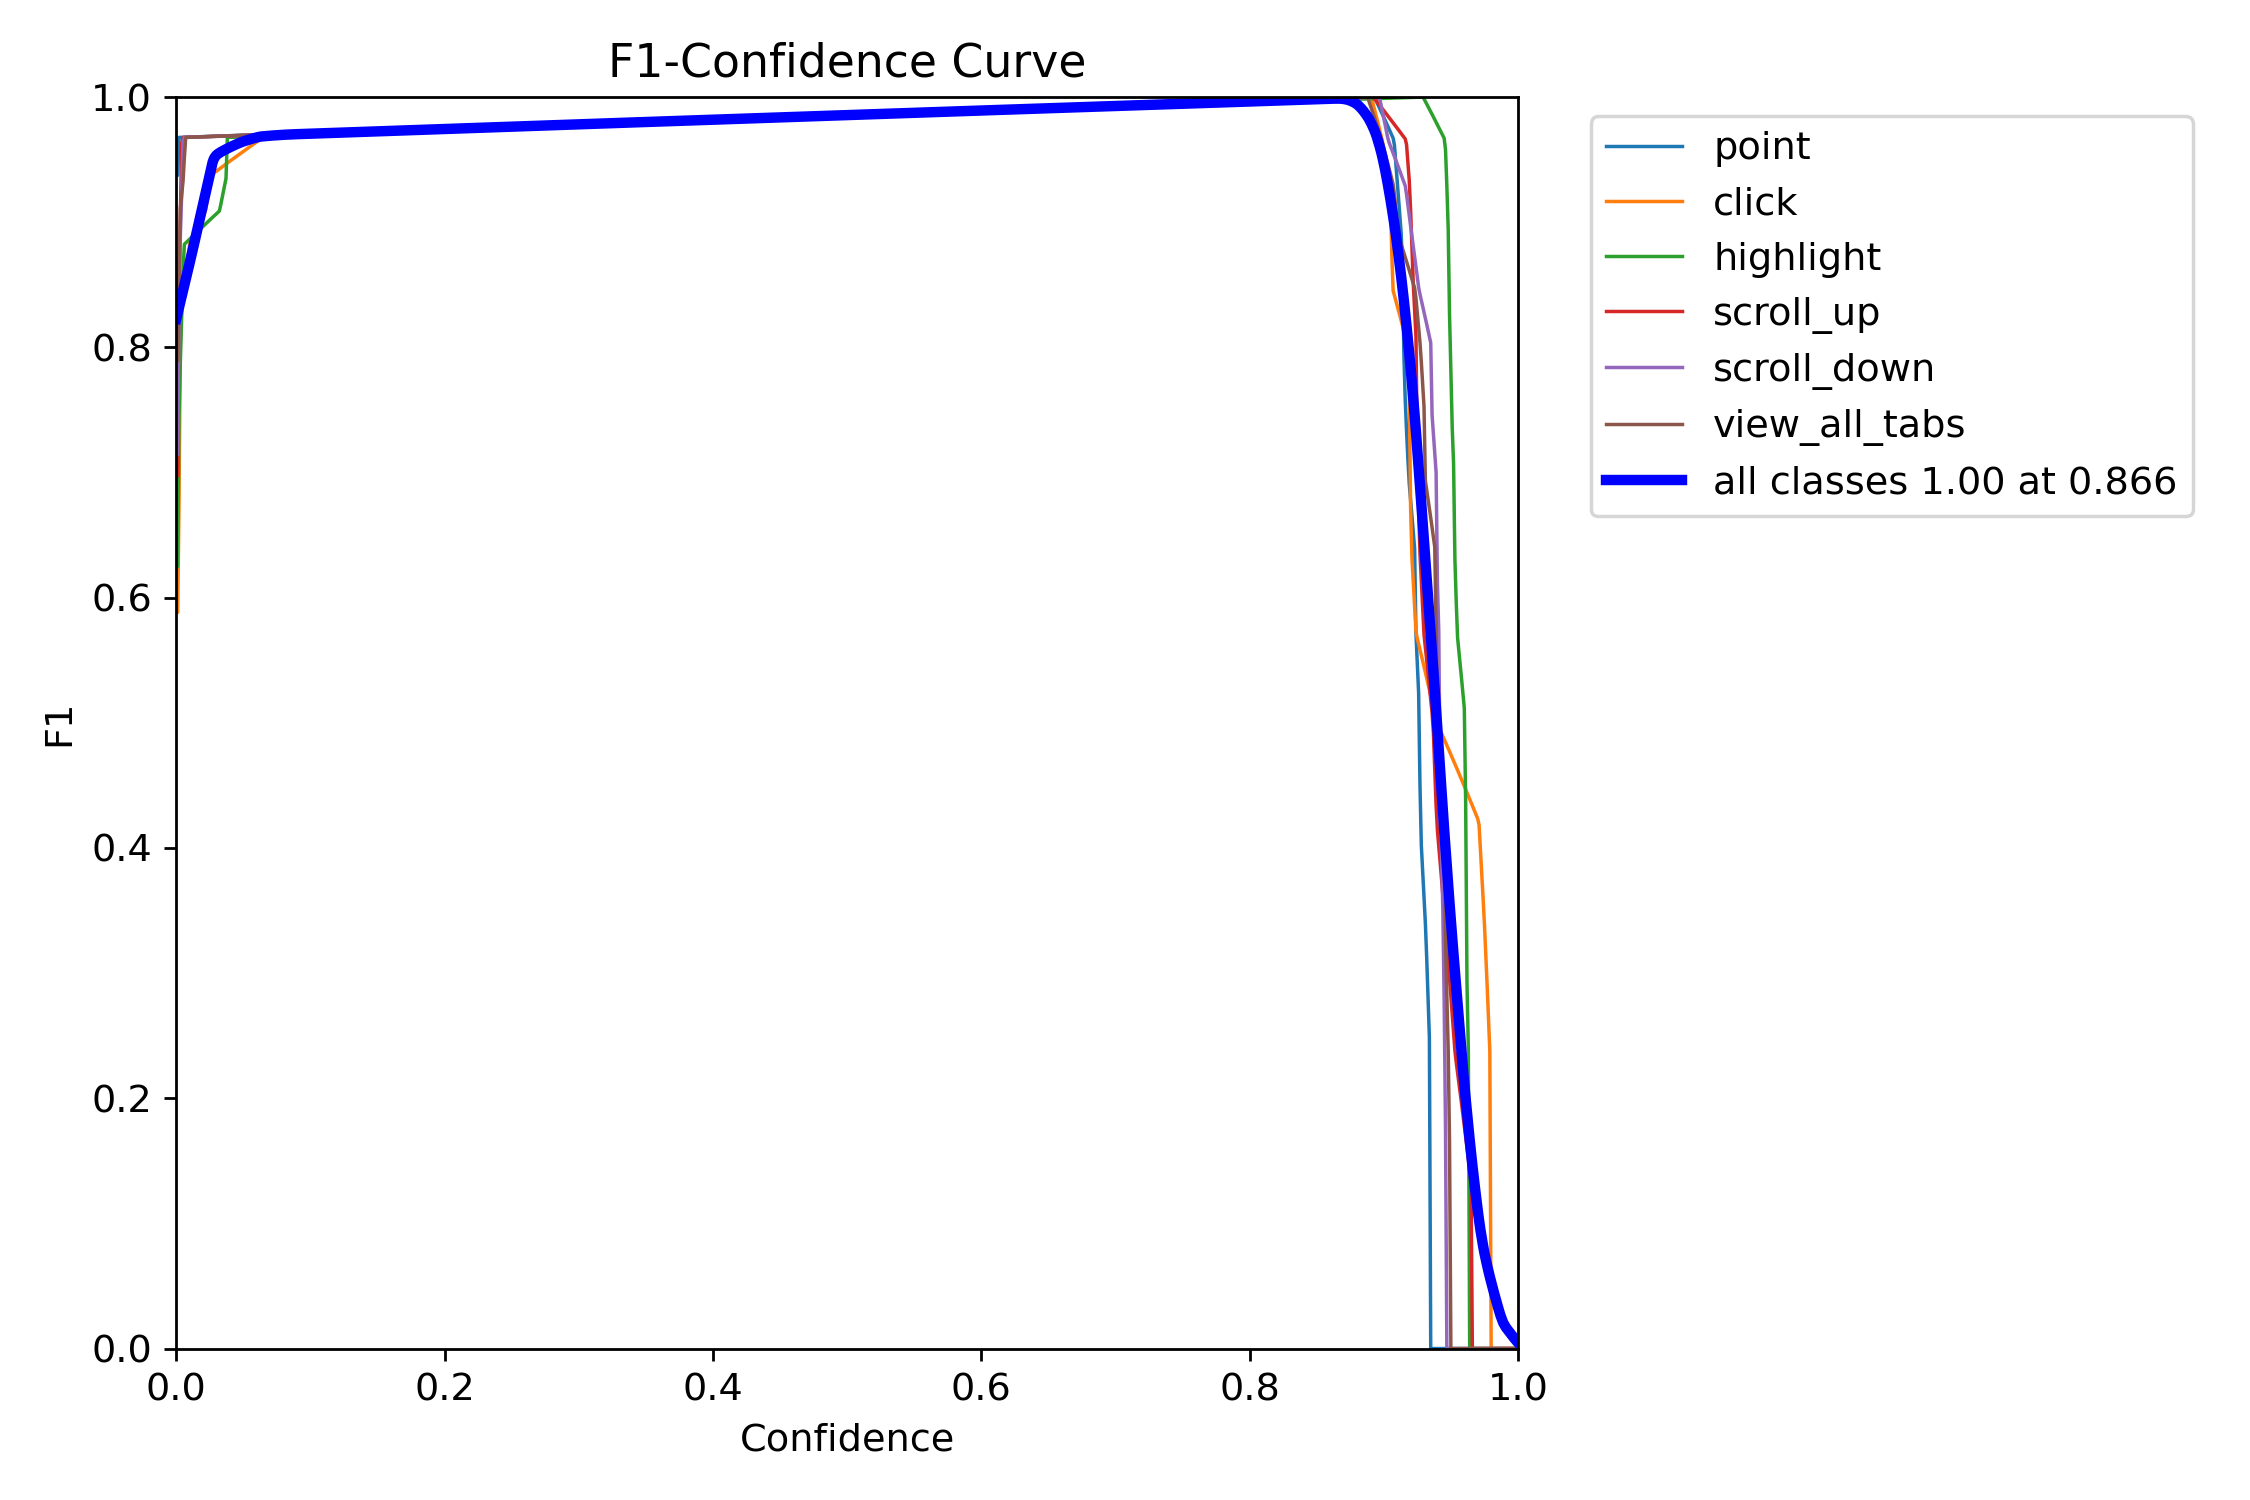 F1-Confidence Curve
1.0
0.8
0.6
0.4
0.2
0.0
F1
0.0 0.2 0.4 0.6 0.8 1.0
Confidence
point
click
highlight
scroll_up
scroll_down
view_all_tabs
all classes 1.00 at 0.866